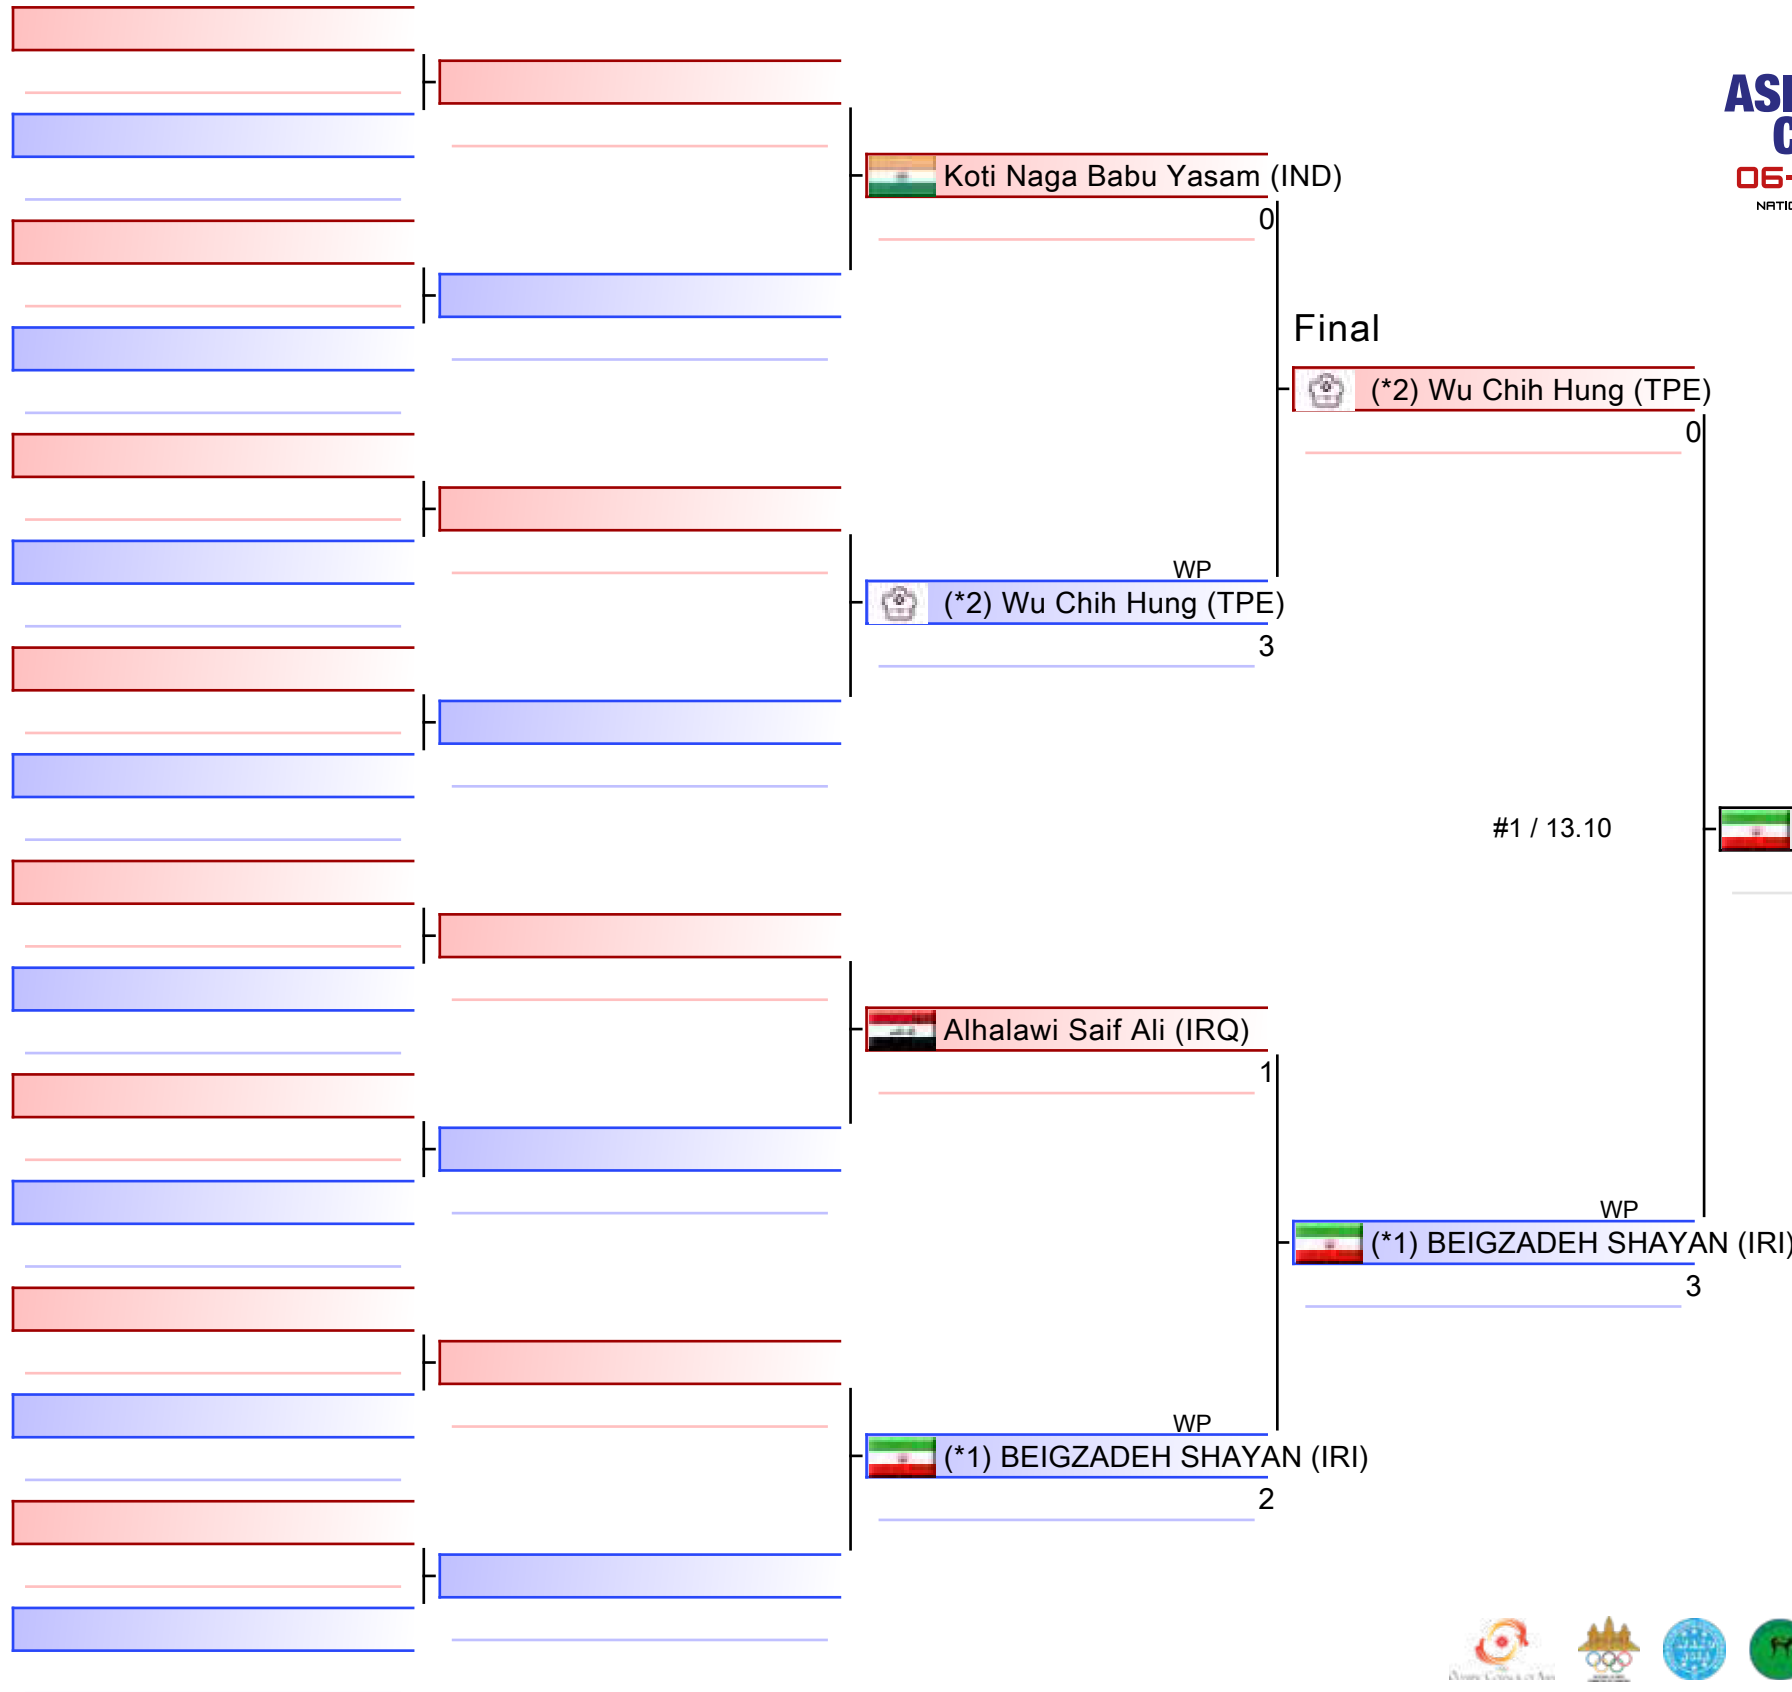 Koti Naga Babu Yasam (IND)
0
Final
(*2) Wu Chih Hung (TPE)
0
WP
(*2) Wu Chih Hung (TPE)
3
#1 / 13.10
Alhalawi Saif Ali (IRQ)
1
WP
(*1) BEIGZADEH SHAYAN (IRI)
3
WP
(*1) BEIGZADEH SHAYAN (IRI)
2